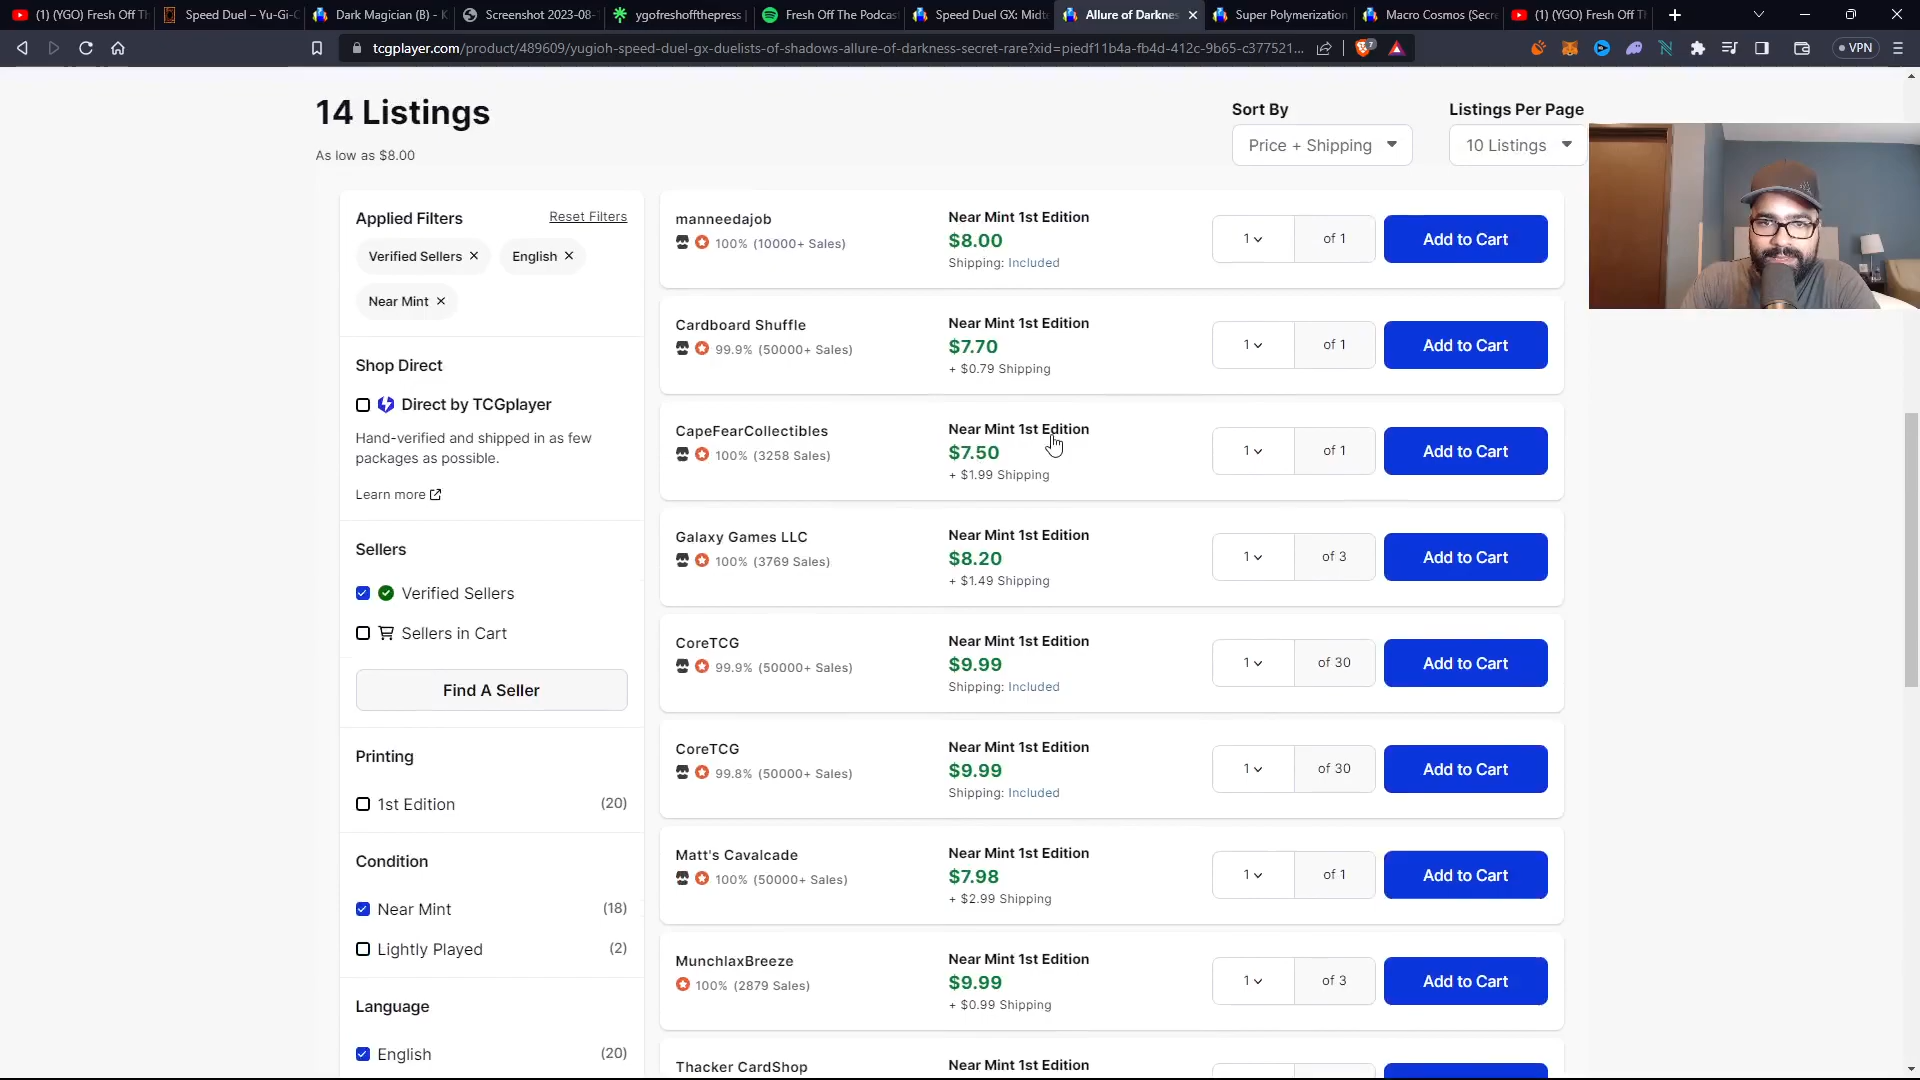 (1) (YGO) Fresh Off Th
Speed Duel – Yu-Gi-O
Dark Magician (B) - K
Screenshot 2023-08-
ygofreshoffthepress
Fresh Off The Podcas
Speed Duel GX: Midt
Allure of Darknes
Super Polymerization
Macro Cosmos (Secre
(1) (YGO) Fresh Off Th
tcgplayer.com/product/489609/yugioh-speed-duel-gx-duelists-of-shadows-allure-of-darkness-secret-rare?xid=piedf11b4a-fb4d-412c-9b65-c377521...
7
VPN
14 Listings
As low as $8.00
Sort By
Price + Shipping
Listings Per Page
10 Listings
Applied Filters
Reset Filters
Verified Sellers ✕
English ✕
Near Mint ✕
Shop Direct
Direct by TCGplayer
Hand-verified and shipped in as few
packages as possible.
Learn more
Sellers
Verified Sellers
Sellers in Cart
Find A Seller
Printing
1st Edition (20)
Condition
Near Mint (18)
Lightly Played (2)
Language
English (20)
manneedajob
100% (10000+ Sales)
Near Mint 1st Edition
$8.00
Shipping: Included
1 of 1
Add to Cart
Cardboard Shuffle
99.9% (50000+ Sales)
Near Mint 1st Edition
$7.70
+ $0.79 Shipping
1 of 1
Add to Cart
CapeFearCollectibles
100% (3258 Sales)
Near Mint 1st Edition
$7.50
+ $1.99 Shipping
1 of 1
Add to Cart
Galaxy Games LLC
100% (3769 Sales)
Near Mint 1st Edition
$8.20
+ $1.49 Shipping
1 of 3
Add to Cart
CoreTCG
99.9% (50000+ Sales)
Near Mint 1st Edition
$9.99
Shipping: Included
1 of 30
Add to Cart
CoreTCG
99.8% (50000+ Sales)
Near Mint 1st Edition
$9.99
Shipping: Included
1 of 30
Add to Cart
Matt's Cavalcade
100% (50000+ Sales)
Near Mint 1st Edition
$7.98
+ $2.99 Shipping
1 of 1
Add to Cart
MunchlaxBreeze
100% (2879 Sales)
Near Mint 1st Edition
$9.99
+ $0.99 Shipping
1 of 3
Add to Cart
Thacker CardShop
Near Mint 1st Edition